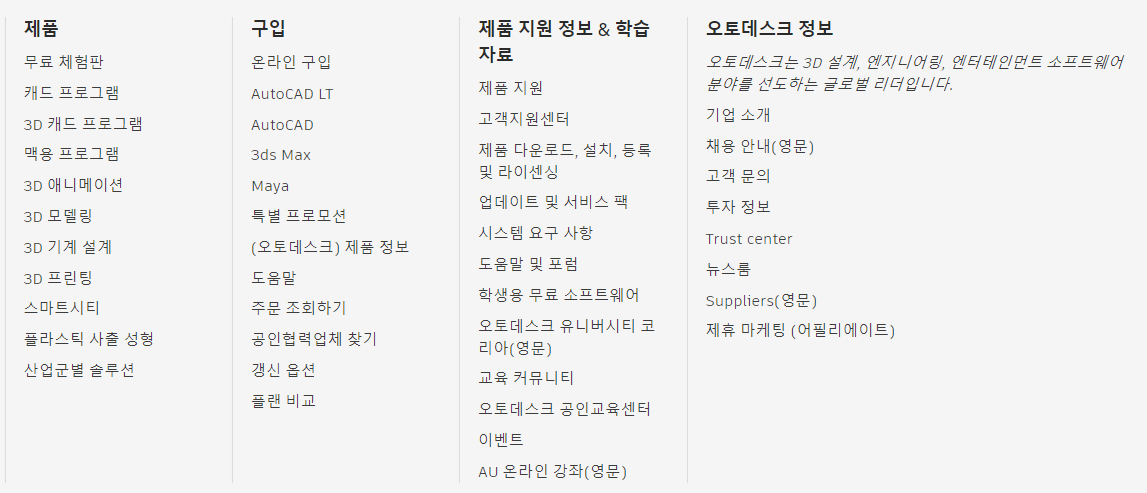 제품
무료 체험판
캐드 프로그램
3D 캐드 프로그램
맥용 프로그램
3D 애니메이션
3D 모델링
3D 기계 설계
3D 프린팅
스마트시티
플라스틱 사출 성형
산업군별 솔루션
구입
온라인 구입
AutoCAD LT
AutoCAD
3ds Max
Maya
특별 프로모션
(오토데스크) 제품 정보
도움말
주문 조회하기
공인협력업체 찾기
갱신 옵션
플랜 비교
제품 지원 정보 & 학습
자료
제품 지원
고객지원센터
제품 다운로드, 설치, 등록
및 라이센싱
업데이트 및 서비스 팩
시스템 요구 사항
도움말 및 포럼
학생용 무료 소프트웨어
오토데스크 유니버시티 코
리아(영문)
교육 커뮤니티
오토데스크 공인교육센터
이벤트
AU 온라인 강좌(영문)
오토데스크 정보
오토데스크는 3D 설계, 엔지니어링, 엔터테인먼트 소프트웨어
분야를 선도하는 글로벌 리더입니다.
기업 소개
채용 안내(영문)
고객 문의
투자 정보
Trust center
뉴스룸
Suppliers(영문)
제휴 마케팅 (어필리에이트)